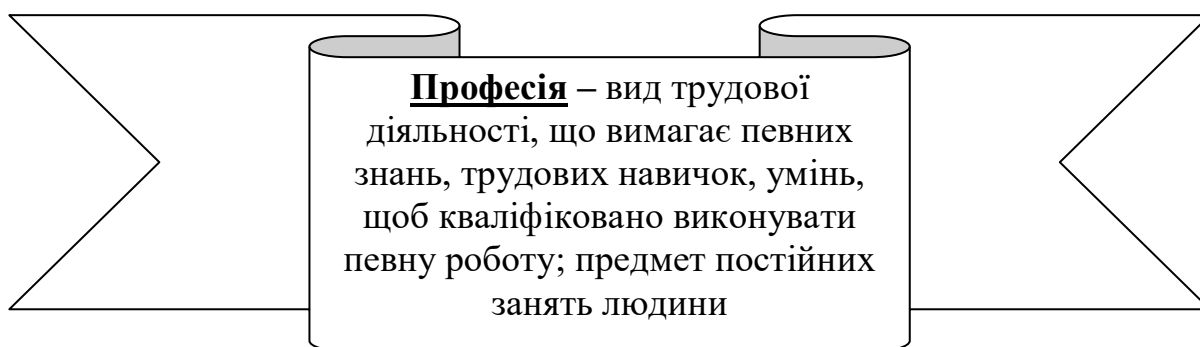 Професія – вид трудової
діяльності, що вимагає певних
знань, трудових навичок, умінь,
щоб кваліфіковано виконувати
певну роботу; предмет постійних
занять людини